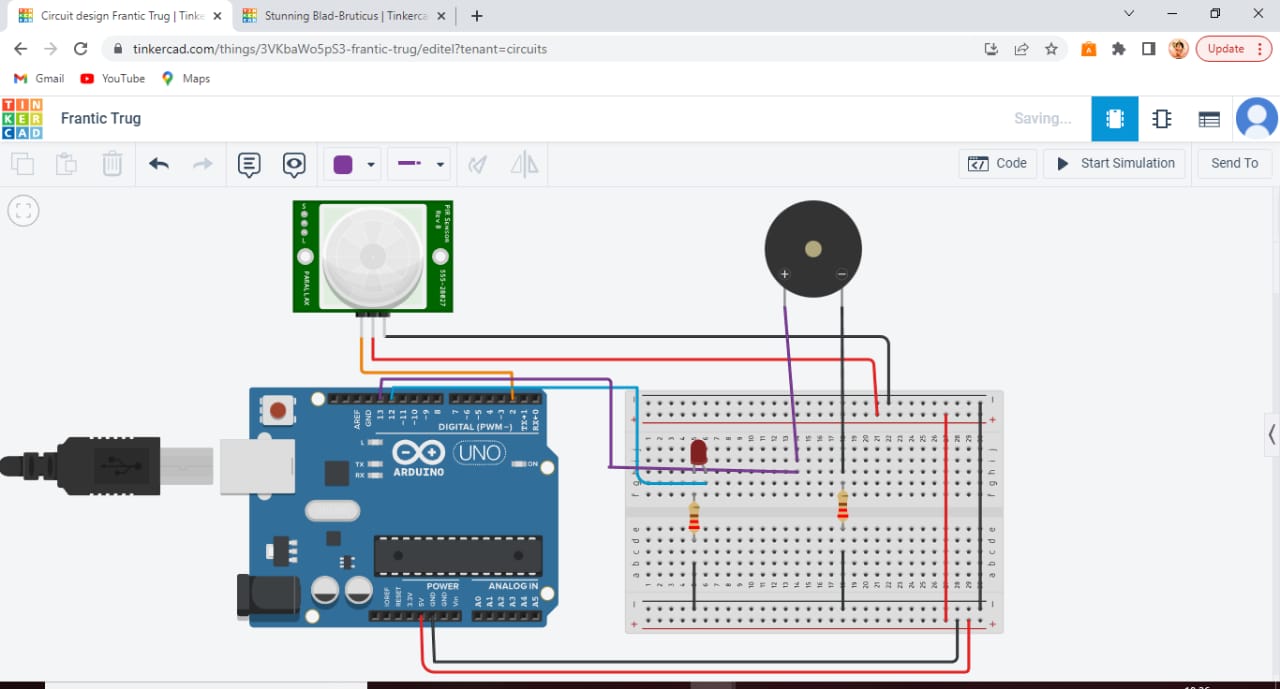 Circuit design Frantic Trug | Tinke
Stunning Blad-Bruticus | Tinkerca
tinkercad.com/things/3VKbaWo5pS3-frantic-trug/editel?tenant=circuits
Update
Gmail
YouTube
Maps
TIN
KER
CAD
Frantic Trug
Saving...
Code
Start Simulation
Send To
S
L
PIR Sensor
Rev B
PARALLAX
555-28027
+
−
AREF
GND
13
12
~11
~10
~9
8
7
~6
~5
4
~3
2
TX→1
RX←0
DIGITAL (PWM~)
L
TX
RX
ARDUINO
UNO
ON
POWER
ANALOG IN
IOREF
RESET
3.3V
5V
GND
GND
Vin
A0
A1
A2
A3
A4
A5